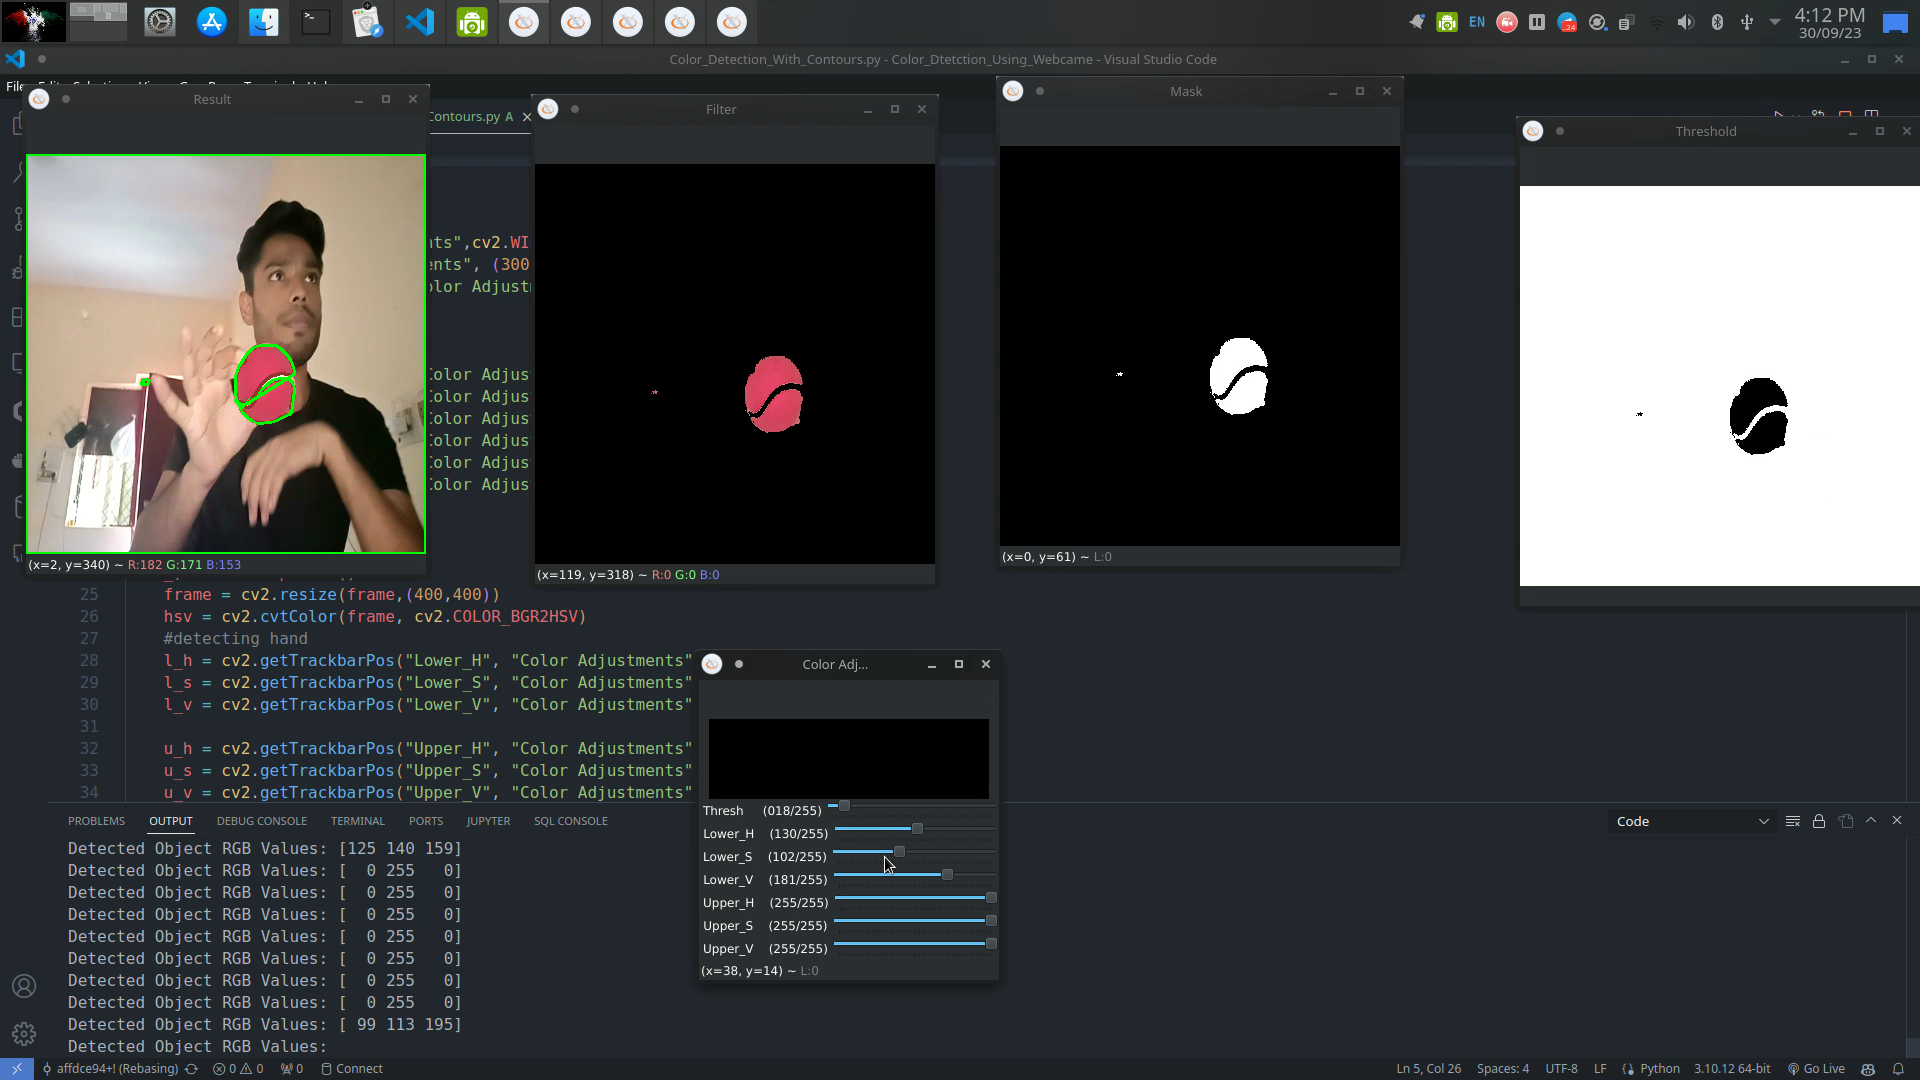 EN
24
4:12 PM
30/09/23
Color_Detection_With_Contours.py - Color_Dtetction_Using_Webcame - Visual Studio Code
Result
Filter
Mask
Threshold
Contours.py A
nts",cv2.WI
ents", (300
olor Adjust
Color Adjus
Color Adjus
Color Adjus
Color Adjus
Color Adjus
Color Adjus
(x=2, y=340) ~ R:182 G:171 B:153
(x=119, y=318) ~ R:0 G:0 B:0
(x=0, y=61) ~ L:0
25 frame = cv2.resize(frame,(400,400))
26 hsv = cv2.cvtColor(frame, cv2.COLOR_BGR2HSV)
27 #detecting hand
28 l_h = cv2.getTrackbarPos("Lower_H", "Color Adjustments"
29 l_s = cv2.getTrackbarPos("Lower_S", "Color Adjustments"
30 l_v = cv2.getTrackbarPos("Lower_V", "Color Adjustments"
31
32 u_h = cv2.getTrackbarPos("Upper_H", "Color Adjustments"
33 u_s = cv2.getTrackbarPos("Upper_S", "Color Adjustments"
34 u_v = cv2.getTrackbarPos("Upper_V", "Color Adjustments"
Color Adj...
Thresh (018/255)
Lower_H (130/255)
Lower_S (102/255)
Lower_V (181/255)
Upper_H (255/255)
Upper_S (255/255)
Upper_V (255/255)
(x=38, y=14) ~ L:0
PROBLEMS OUTPUT DEBUG CONSOLE TERMINAL PORTS JUPYTER SQL CONSOLE
Code
Detected Object RGB Values: [125 140 159]
Detected Object RGB Values: [  0 255   0]
Detected Object RGB Values: [  0 255   0]
Detected Object RGB Values: [  0 255   0]
Detected Object RGB Values: [  0 255   0]
Detected Object RGB Values: [  0 255   0]
Detected Object RGB Values: [  0 255   0]
Detected Object RGB Values: [  0 255   0]
Detected Object RGB Values: [ 99 113 195]
Detected Object RGB Values:
affdce94+! (Rebasing) 0 0 0 Connect
Ln 5, Col 26 Spaces: 4 UTF-8 LF Python 3.10.12 64-bit Go Live